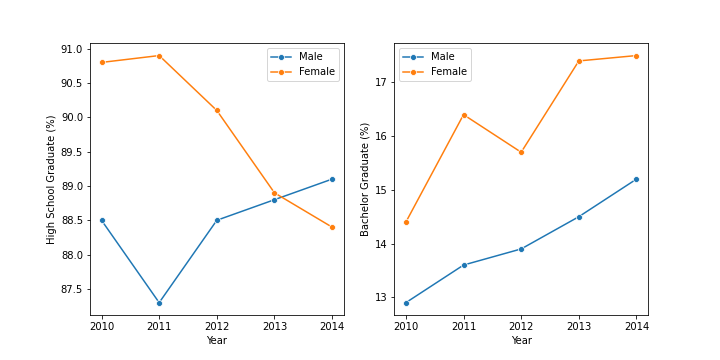 High School Graduate (%)
91.0
90.5
90.0
89.5
89.0
88.5
88.0
87.5
Male
Female
2010 2011 2012 2013 2014
Year
Bachelor Graduate (%)
17
16
15
14
13
Male
Female
2010 2011 2012 2013 2014
Year